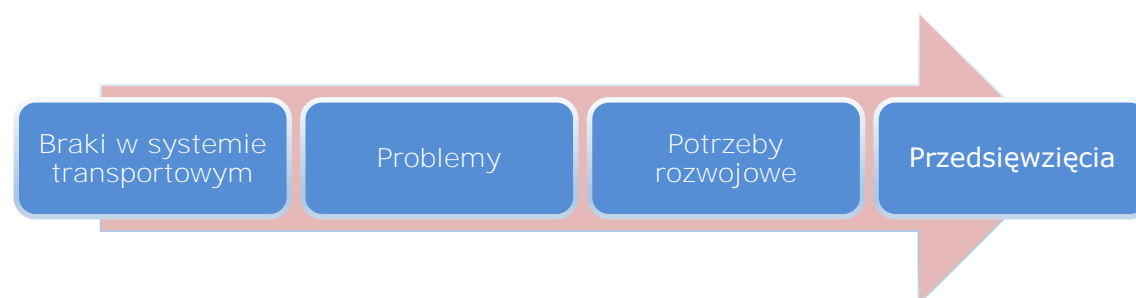 Braki w systemie
transportowym
Problemy
Potrzeby
rozwojowe
Przedsięwzięcia